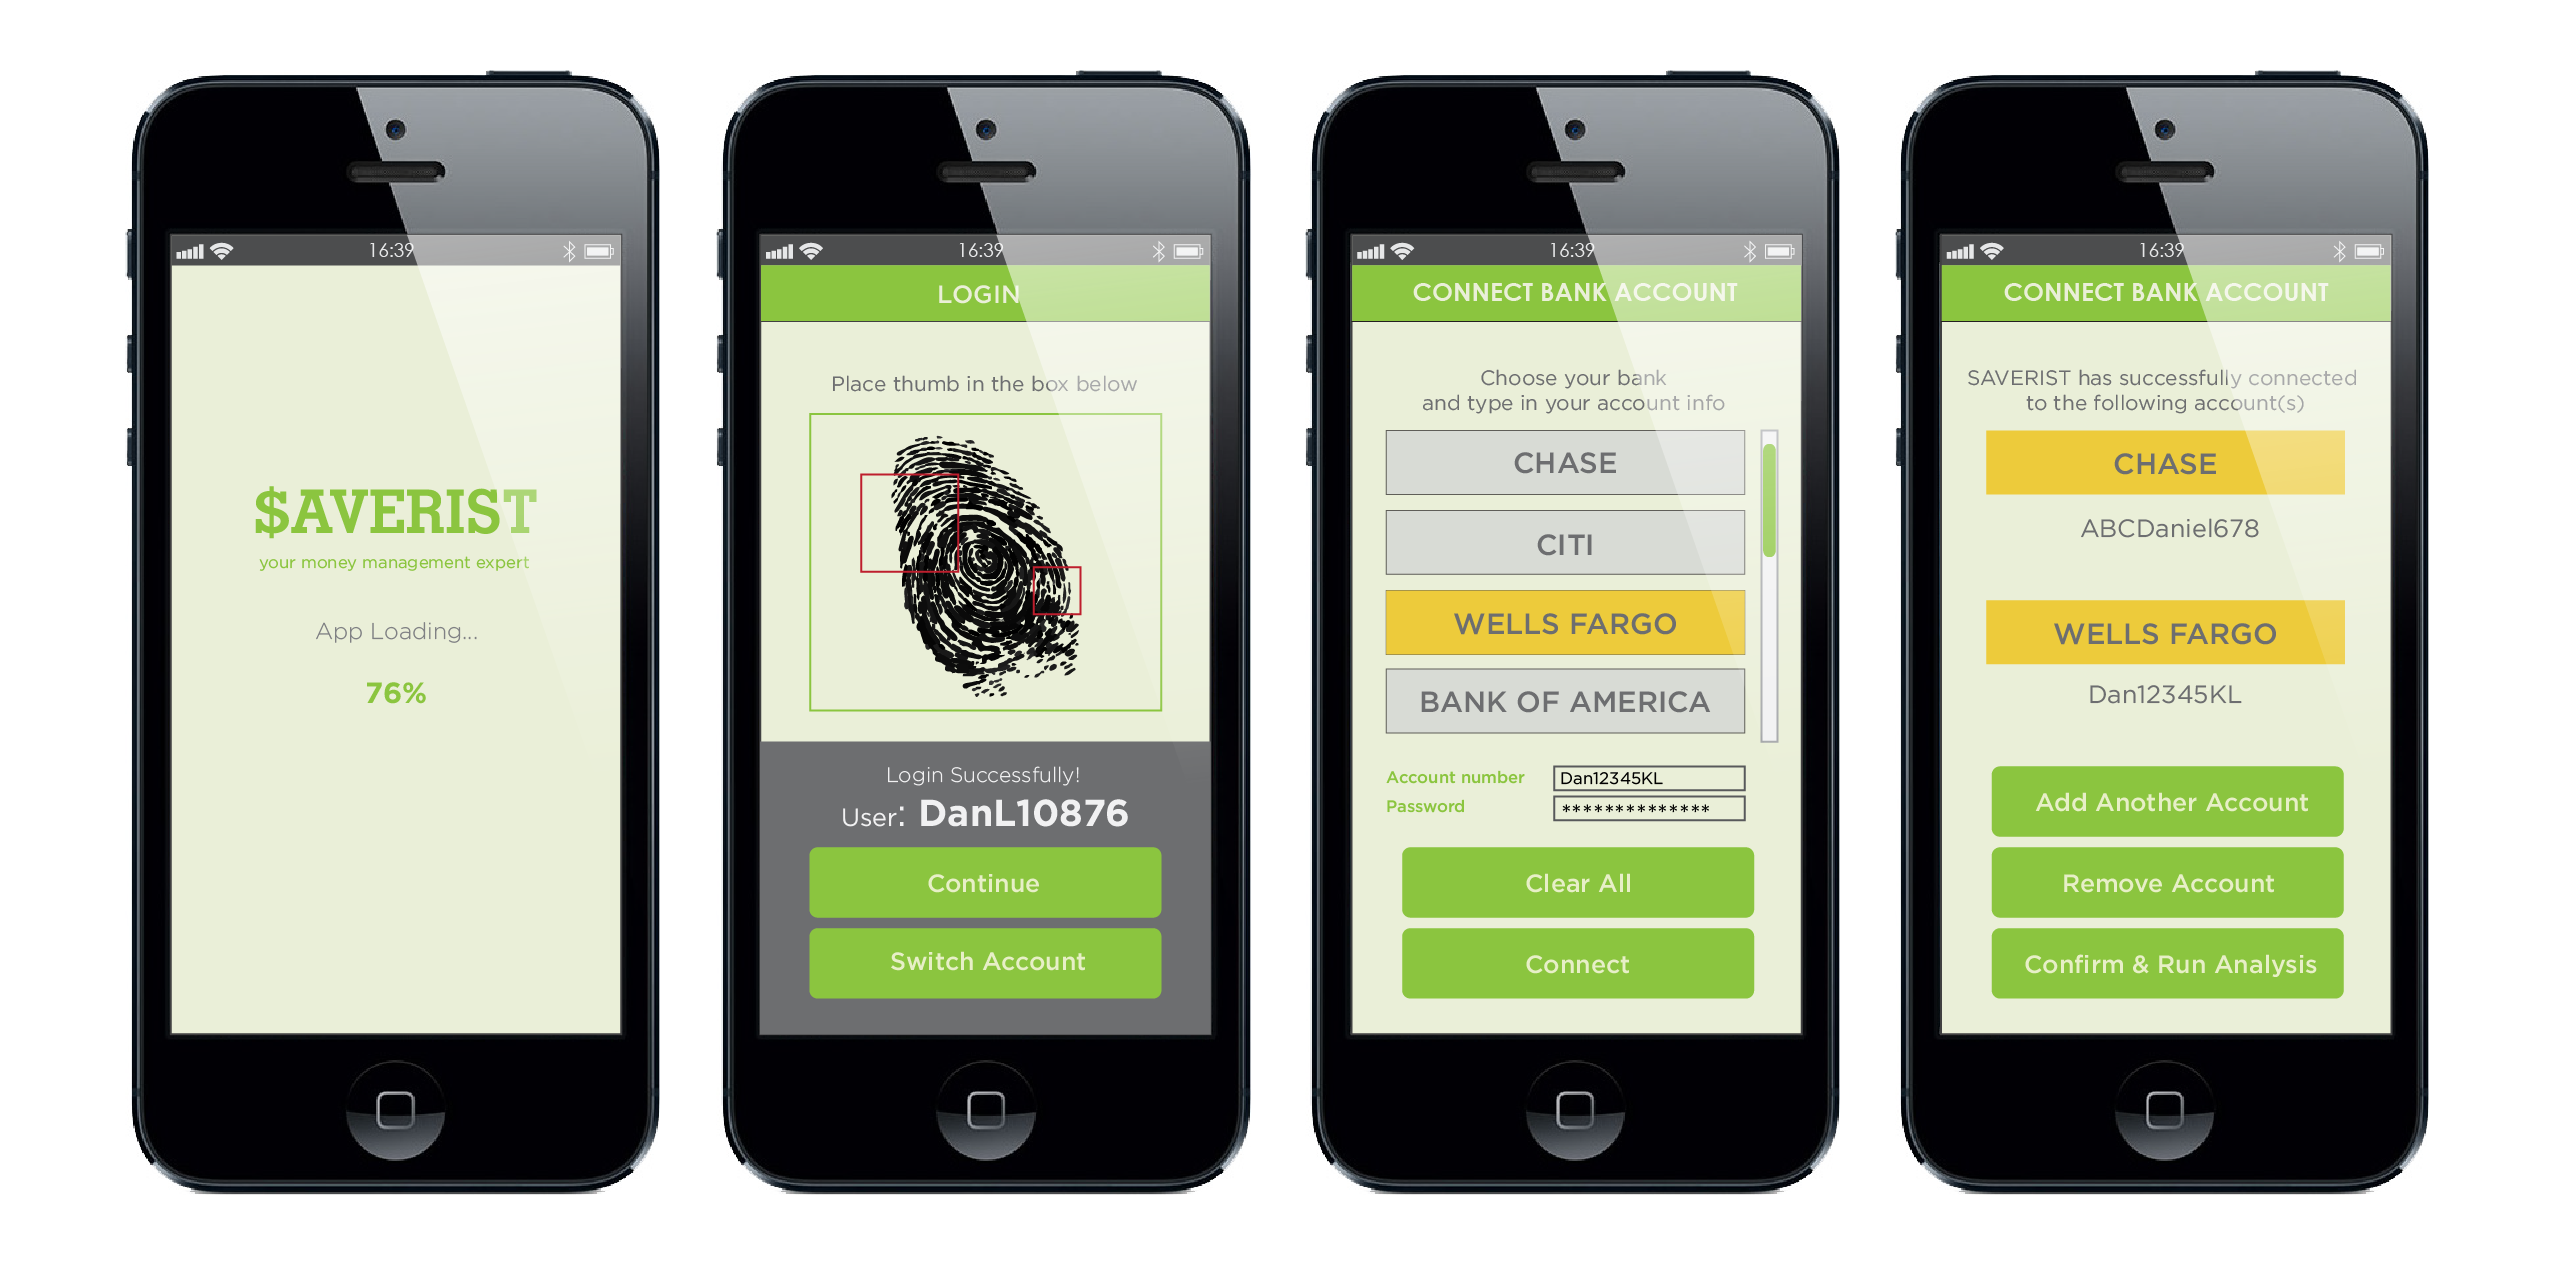 16:39
$AVERIST
your money management expert
App Loading...
76%
16:39
LOGIN
Place thumb in the box below
Login Successfully!
User: DanL10876
Continue
Switch Account
16:39
CONNECT BANK ACCOUNT
Choose your bank
and type in your account info
CHASE
CITI
WELLS FARGO
BANK OF AMERICA
Account number Dan12345KL
Password **************
Clear All
Connect
16:39
CONNECT BANK ACCOUNT
SAVERIST has successfully connected
to the following account(s)
CHASE
ABCDaniel678
WELLS FARGO
Dan12345KL
Add Another Account
Remove Account
Confirm & Run Analysis